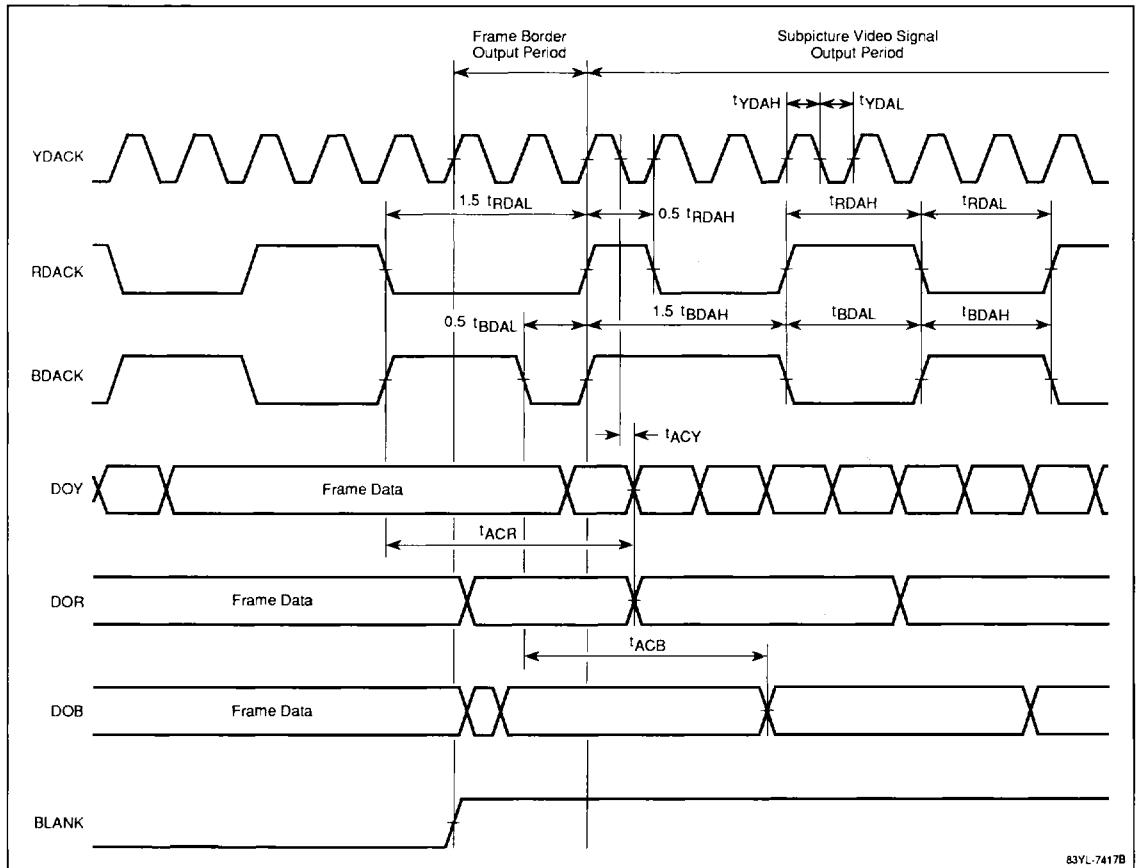 Frame Border
Output Period
Subpicture Video Signal
Output Period
tYDAH
tYDAL
YDACK
1.5 tRDAL
0.5 tRDAH
tRDAH
tRDAL
RDACK
0.5 tBDAL
1.5 tBDAH
tBDAL
tBDAH
BDACK
tACY
DOY
Frame Data
tACR
DOR
Frame Data
tACB
DOB
Frame Data
BLANK
83YL-7417B